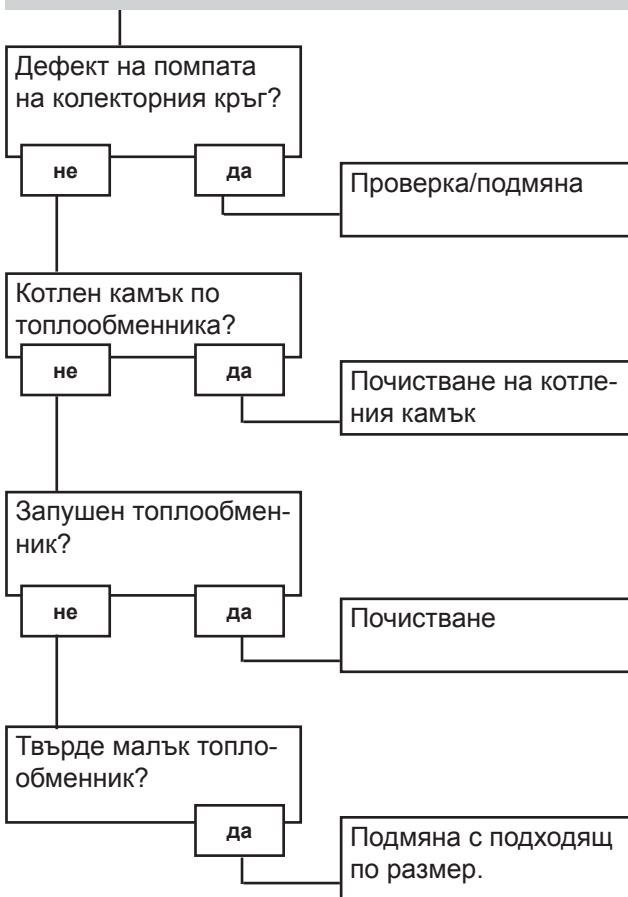 Дефект на помпата
на колекторния кръг?
не
да
Проверка/подмяна
Котлен камък по
топлообменника?
не
да
Почистване на котле-
ния камък
Запушен топлообмен-
ник?
не
да
Почистване
Твърде малък топло-
обменник?
да
Подмяна с подходящ
по размер.